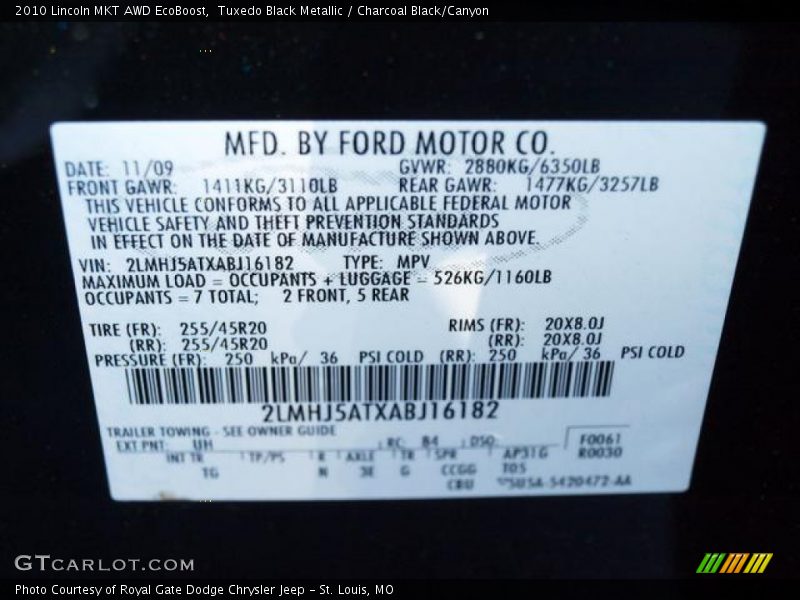 2010 Lincoln MKT AWD EcoBoost, Tuxedo Black Metallic / Charcoal Black/Canyon
MFD. BY FORD MOTOR CO.
DATE: 11/09 GVWR: 2880KG/6350LB
FRONT GAWR: 1411KG/3110LB REAR GAWR: 1477KG/3257LB
THIS VEHICLE CONFORMS TO ALL APPLICABLE FEDERAL MOTOR
VEHICLE SAFETY AND THEFT PREVENTION STANDARDS
IN EFFECT ON THE DATE OF MANUFACTURE SHOWN ABOVE.
VIN: 2LMHJ5ATXABJ16182 TYPE: MPV
MAXIMUM LOAD = OCCUPANTS + LUGGAGE = 526KG/1160LB
OCCUPANTS = 7 TOTAL; 2 FRONT, 5 REAR
TIRE (FR): 255/45R20 RIMS (FR): 20X8.0J
(RR): 255/45R20 (RR): 20X8.0J
PRESSURE (FR): 250 kPa/ 36 PSI COLD (RR): 250 kPa/ 36 PSI COLD
2LMHJ5ATXABJ16182
TRAILER TOWING - SEE OWNER GUIDE
EXT PNT: UH RC: 84 DSO: F0061
INT TR TP/PS R AXLE TR SPR AP31G R0030
TG N 3E G CCGG T05
CBU 5U5A-5420472-AA
GTCARLOT.COM
Photo Courtesy of Royal Gate Dodge Chrysler Jeep - St. Louis, MO